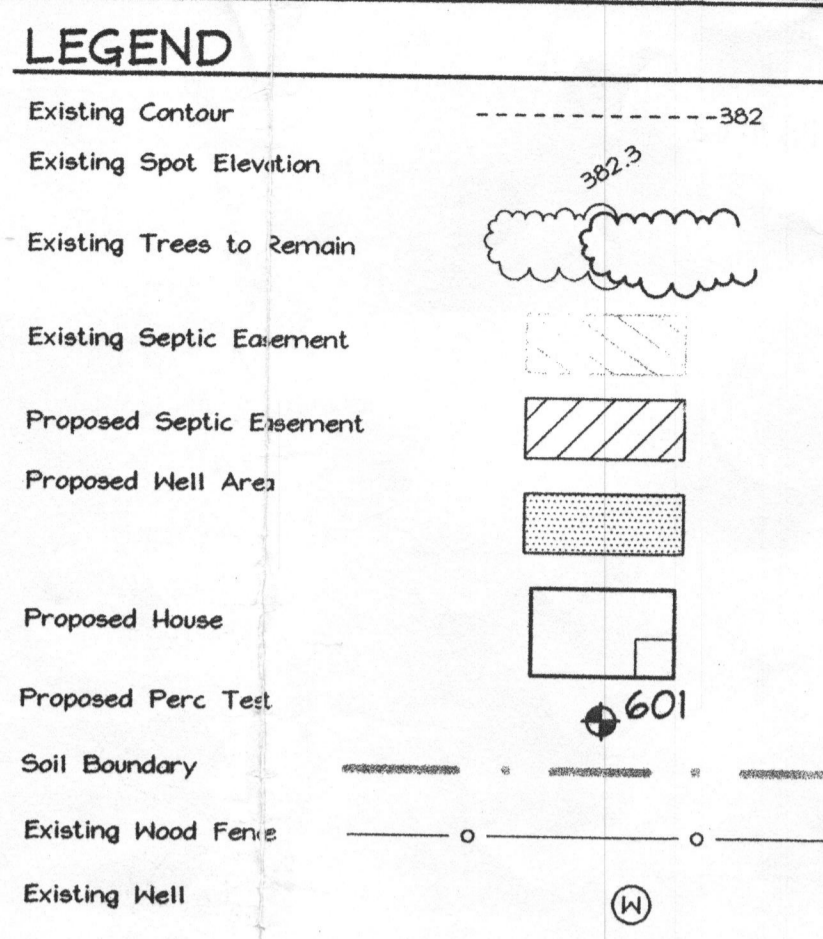 LEGEND
Existing Contour 382
Existing Spot Elevation 382.3
Existing Trees to Remain
Existing Septic Easement
Proposed Septic Easement
Proposed Well Area
Proposed House
Proposed Perc Test 601
Soil Boundary
Existing Wood Fence
Existing Well W